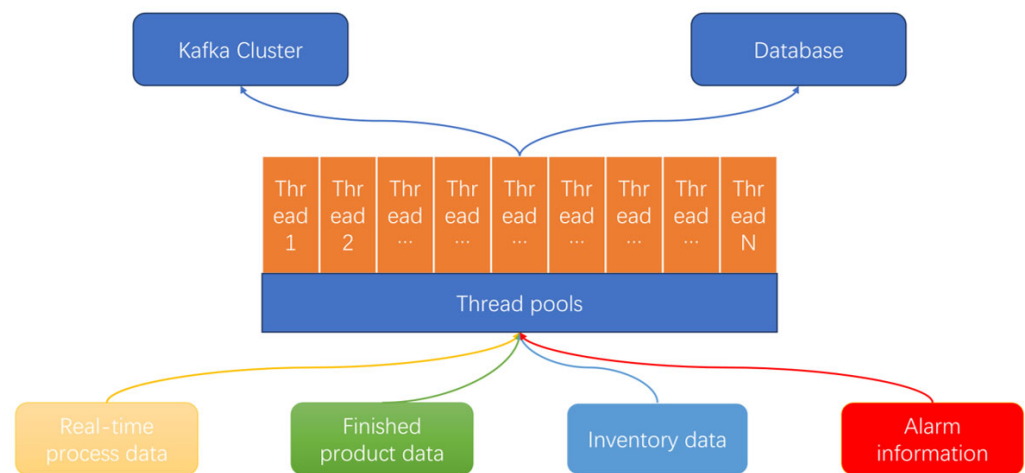 Kafka Cluster
Database
Thr
ead
1
Thr
ead
2
Thr
ead
...
Thr
ead
...
Thr
ead
...
Thr
ead
...
Thr
ead
...
Thr
ead
...
Thr
ead
N
Thread pools
Real-time
process data
Finished
product data
Inventory data
Alarm
information